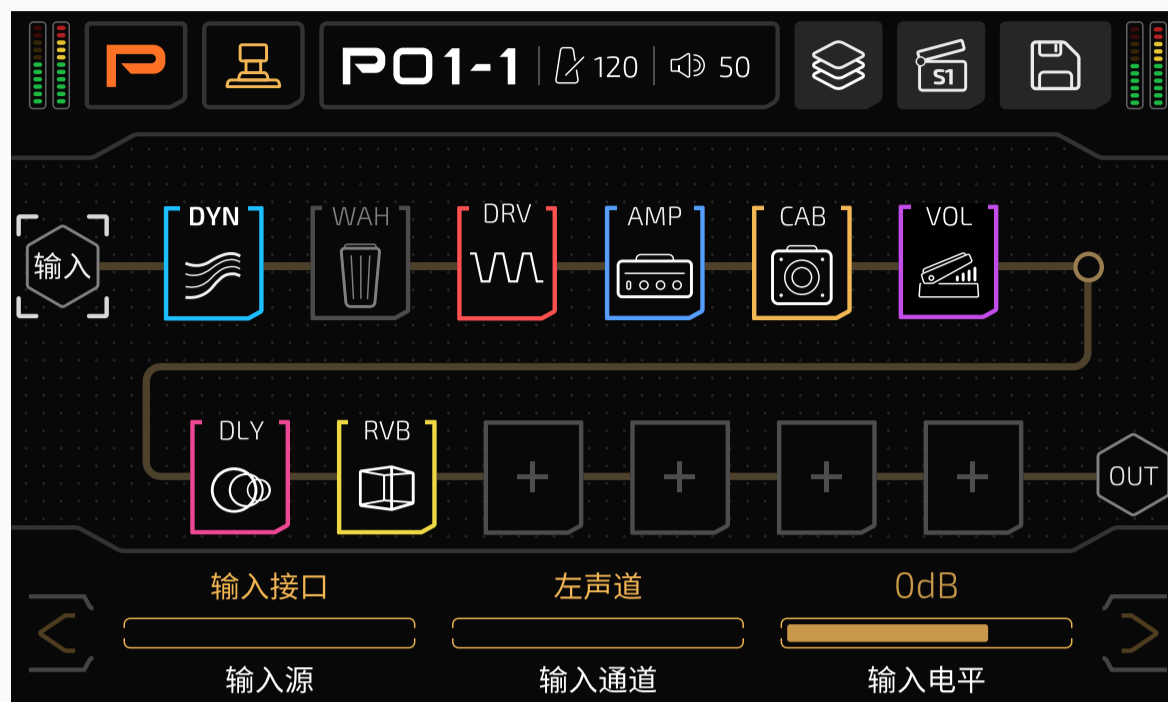 P01-1 120 50 S1
输入 DYN WAH DRV AMP CAB VOL
DLY RVB
OUT
输入接口 左声道 0dB
输入源 输入通道 输入电平